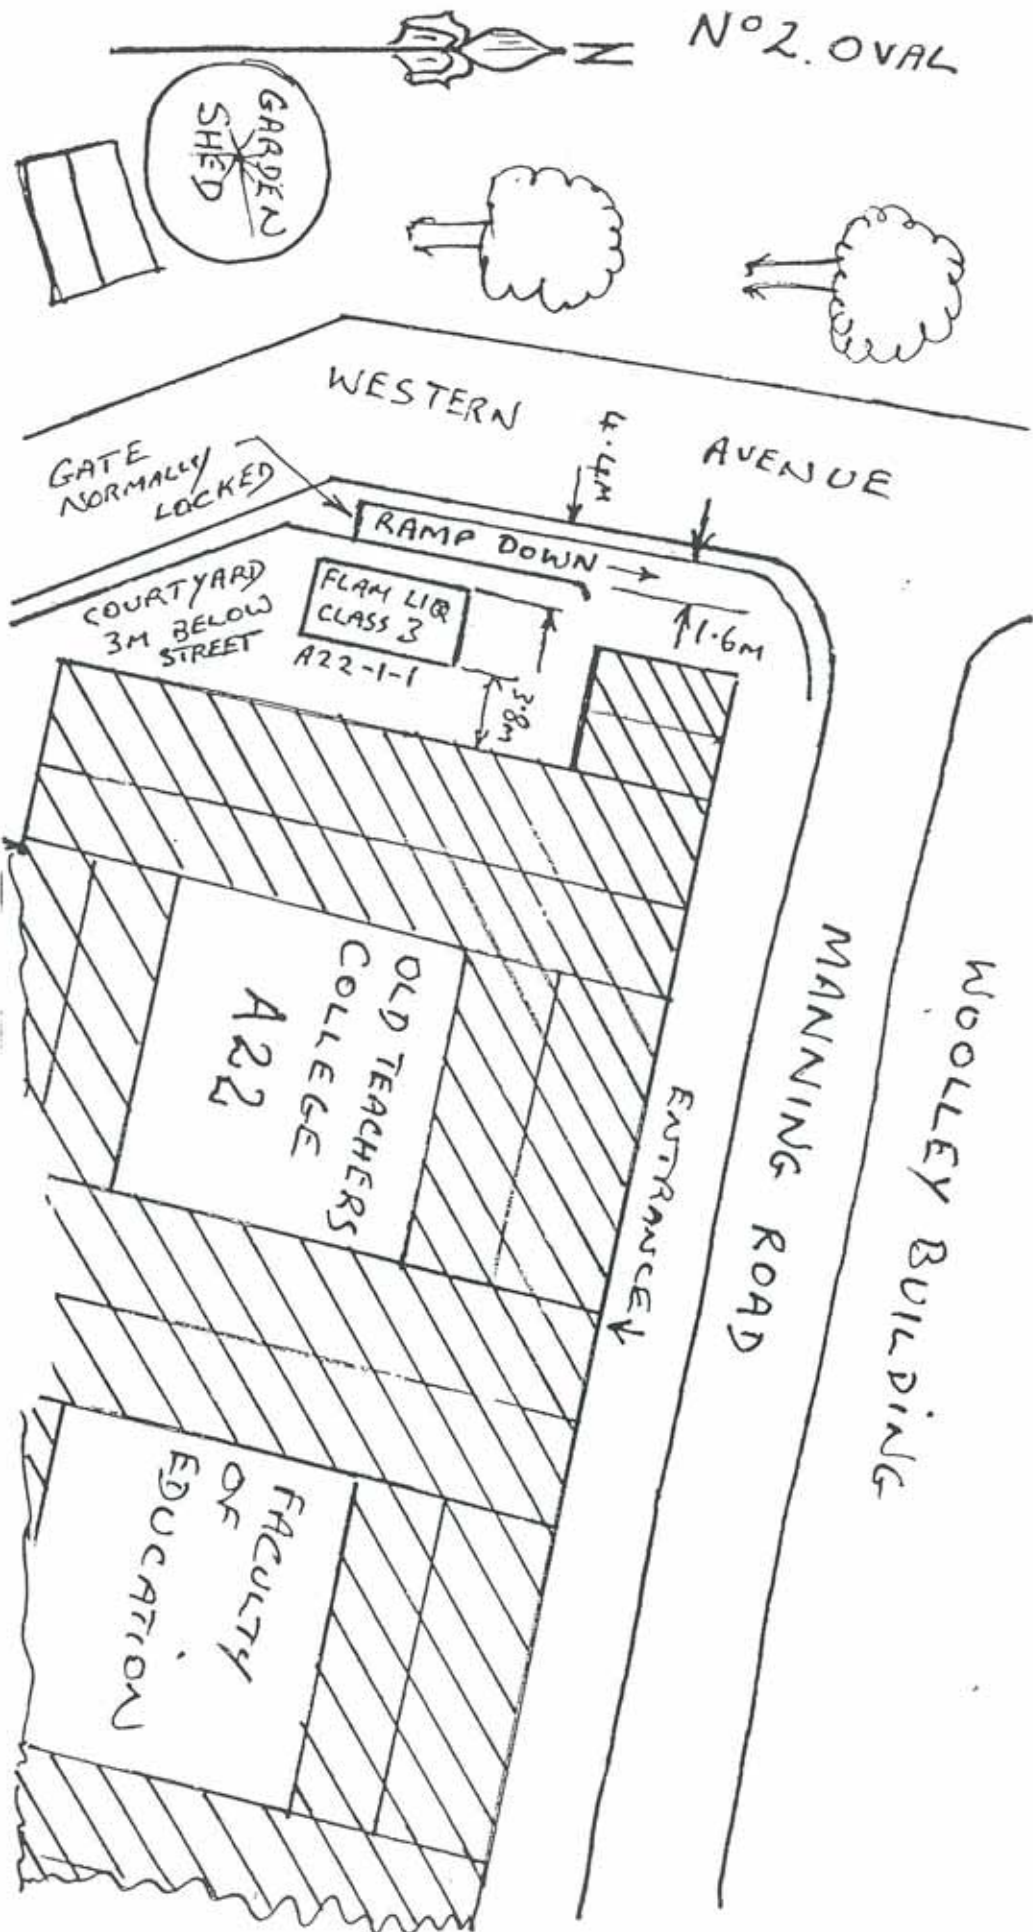 N
Nº2. OVAL
GARDEN
SHED
WESTERN
AVENUE
4.4M
GATE
NORMALLY
LOCKED
RAMP DOWN
COURTYARD
3M BELOW
STREET
FLAM LIQ
CLASS 3
A22-1-1
1.6M
3.8M
OLD TEACHERS
COLLEGE
A22
ENTRANCE
MANNING ROAD
WOOLLEY BUILDING
FACULTY
OF
EDUCATION